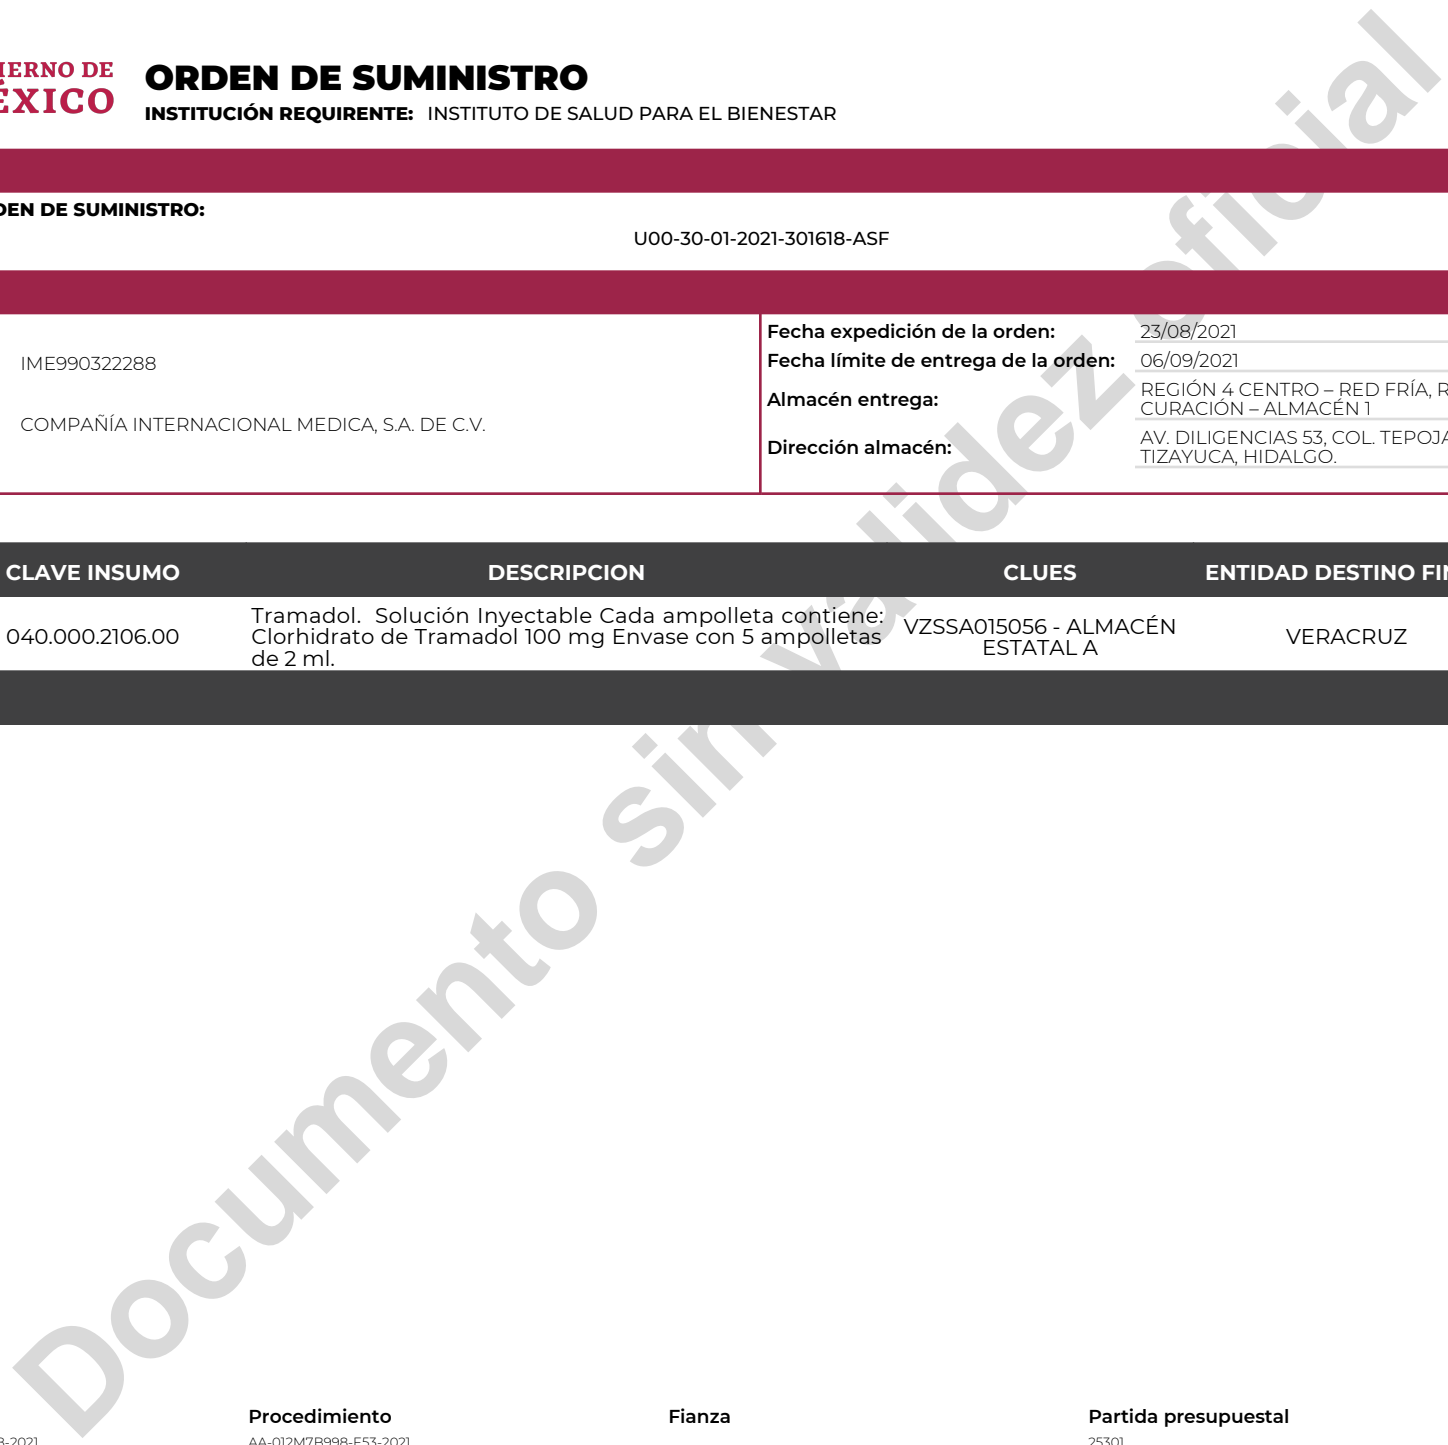 ORDEN DE SUMINISTRO
INSTITUCIÓN REQUIRENTE: INSTITUTO DE SALUD PARA EL BIENESTAR
DE
MÉXICO
DE SUMINISTRO:
U00-30-01-2021-301618-ASF
IME990322288
COMPAÑÍA INTERNACIONAL MEDICA, S.A. DE C.V.
Fecha expedición de la orden: 23/08/2021
Fecha límite de entrega de la orden: 06/09/2021
Almacén entrega: REGIÓN 4 CENTRO – RED FRÍA,
CURACIÓN – ALMACÉN 1
Dirección almacén: AV. DILIGENCIAS 53, COL.
TIZAYUCA, HIDALGO.
CLAVE INSUMO DESCRIPCION CLUES ENTIDAD DESTINO
040.000.2106.00
Tramadol. Solución Inyectable Cada ampolleta contiene:
Clorhidrato de Tramadol 100 mg Envase con 5 ampolletas
de 2 ml.
VZSSA015056 - ALMACÉN
ESTATAL A
VERACRUZ
Documento sin validez oficial
Procedimiento Fianza Partida presupuestal
AA-012M7B998-E53-2021 25301